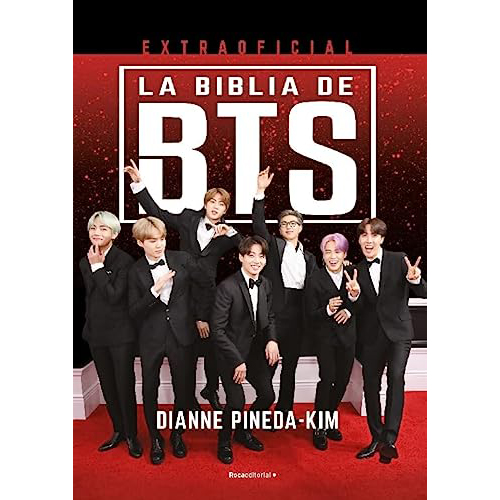 EXTRAOFICIAL
LA BIBLIA DE
BTS
DIANNE PINEDA-KIM
Rocaeditorial